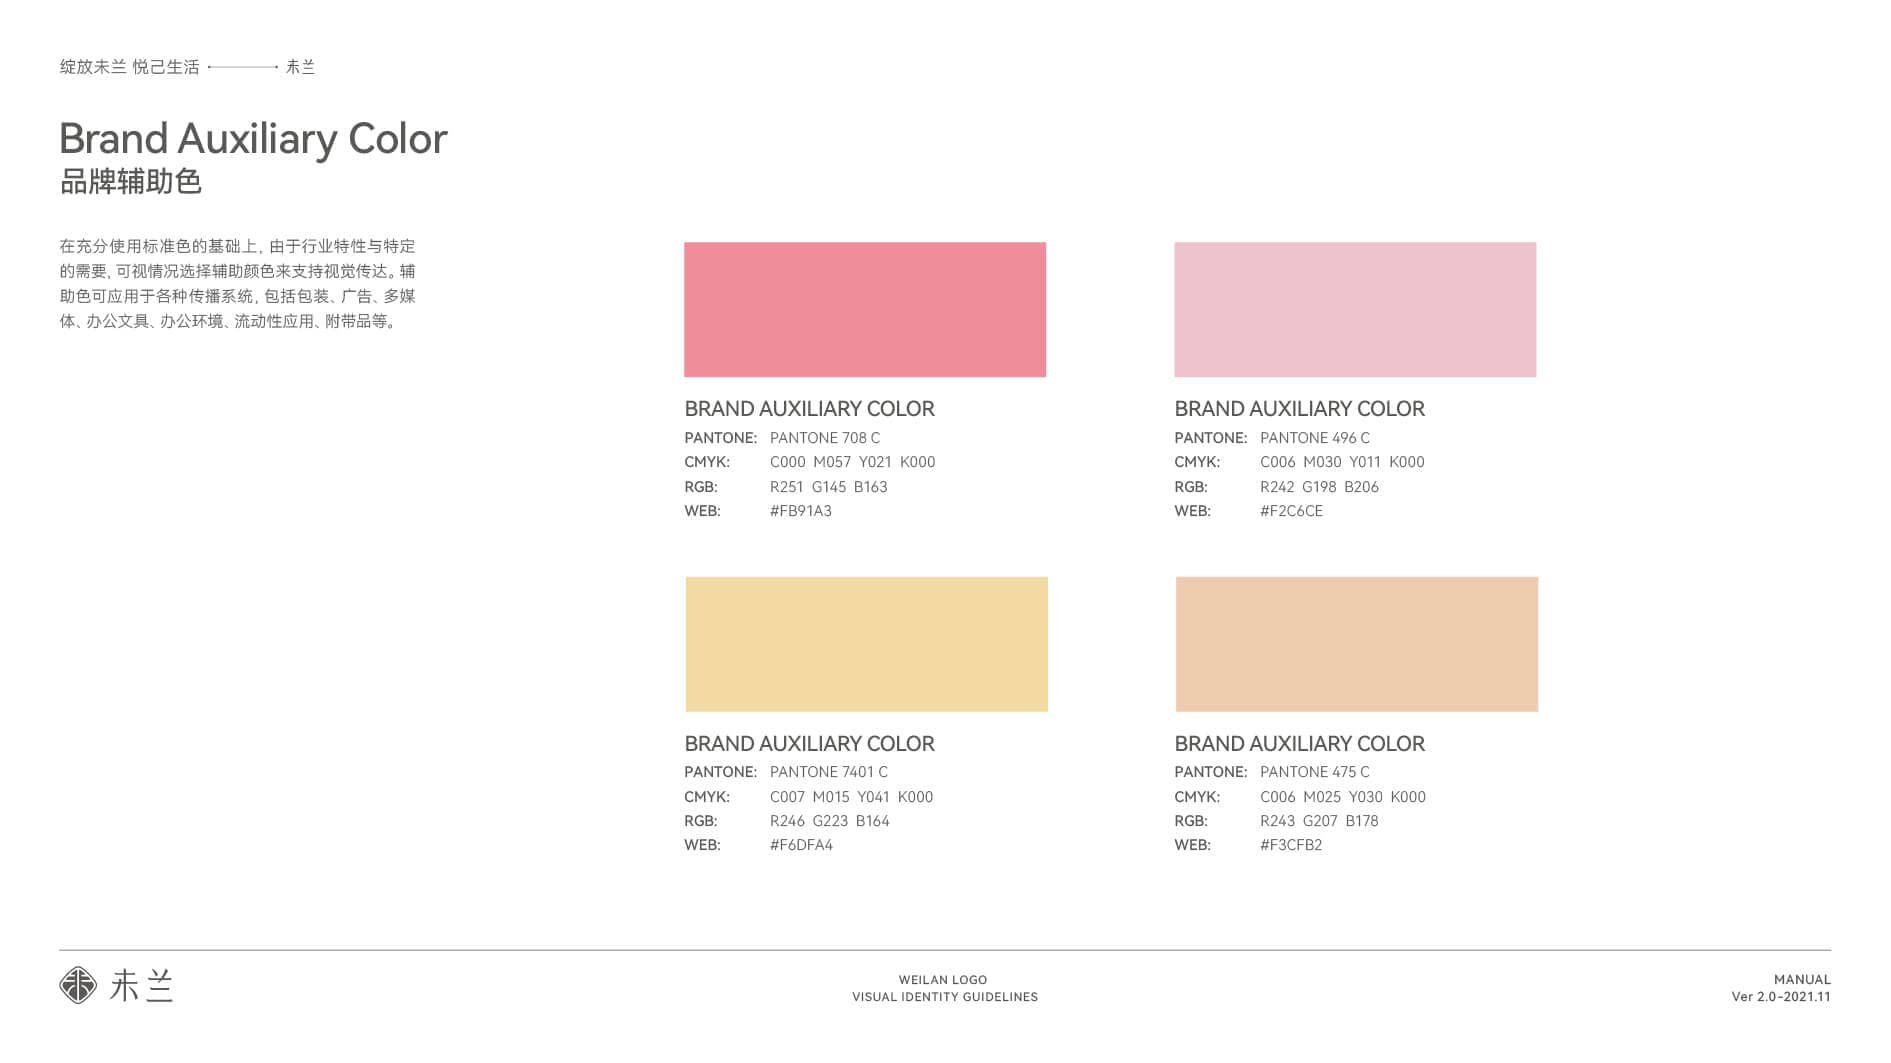 绽放未兰 悦己生活 未兰
Brand Auxiliary Color
品牌辅助色
在充分使用标准色的基础上, 由于行业特性与特定
的需要, 可视情况选择辅助颜色来支持视觉传达。辅
助色可应用于各种传播系统, 包括包装、广告、多媒
体、办公文具、办公环境、流动性应用、附带品等。
BRAND AUXILIARY COLOR
PANTONE: PANTONE 708 C
CMYK: C000 M057 Y021 K000
RGB: R251 G145 B163
WEB: #FB91A3
BRAND AUXILIARY COLOR
PANTONE: PANTONE 496 C
CMYK: C006 M030 Y011 K000
RGB: R242 G198 B206
WEB: #F2C6CE
BRAND AUXILIARY COLOR
PANTONE: PANTONE 7401 C
CMYK: C007 M015 Y041 K000
RGB: R246 G223 B164
WEB: #F6DFA4
BRAND AUXILIARY COLOR
PANTONE: PANTONE 475 C
CMYK: C006 M025 Y030 K000
RGB: R243 G207 B178
WEB: #F3CFB2
未兰
WEILAN LOGO
VISUAL IDENTITY GUIDELINES
MANUAL
Ver 2.0-2021.11